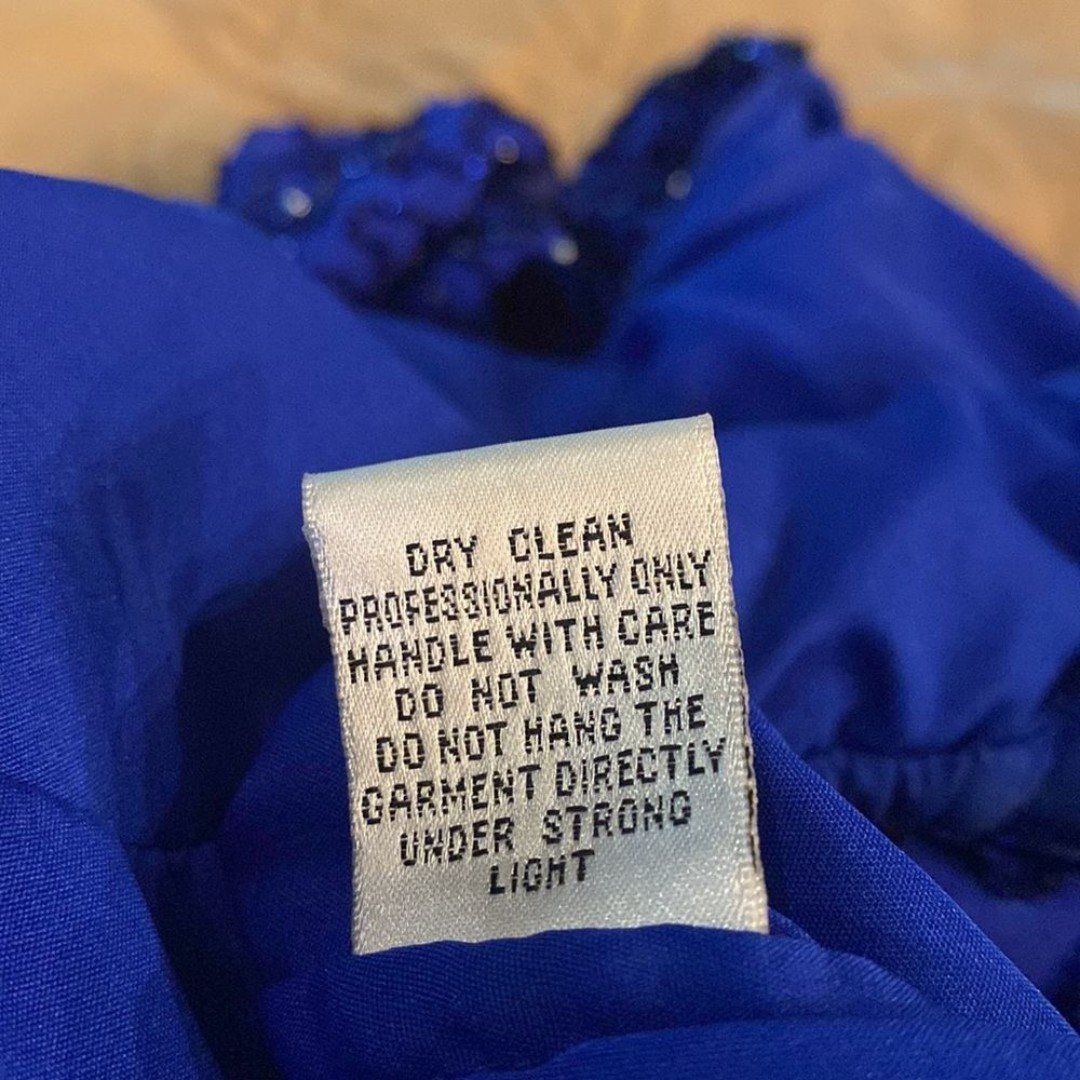 DRY CLEAN
PROFESSIONALLY ONLY
HANDLE WITH CARE
DO NOT WASH
DO NOT HANG THE
GARMENT DIRECTLY
UNDER STRONG
LIGHT